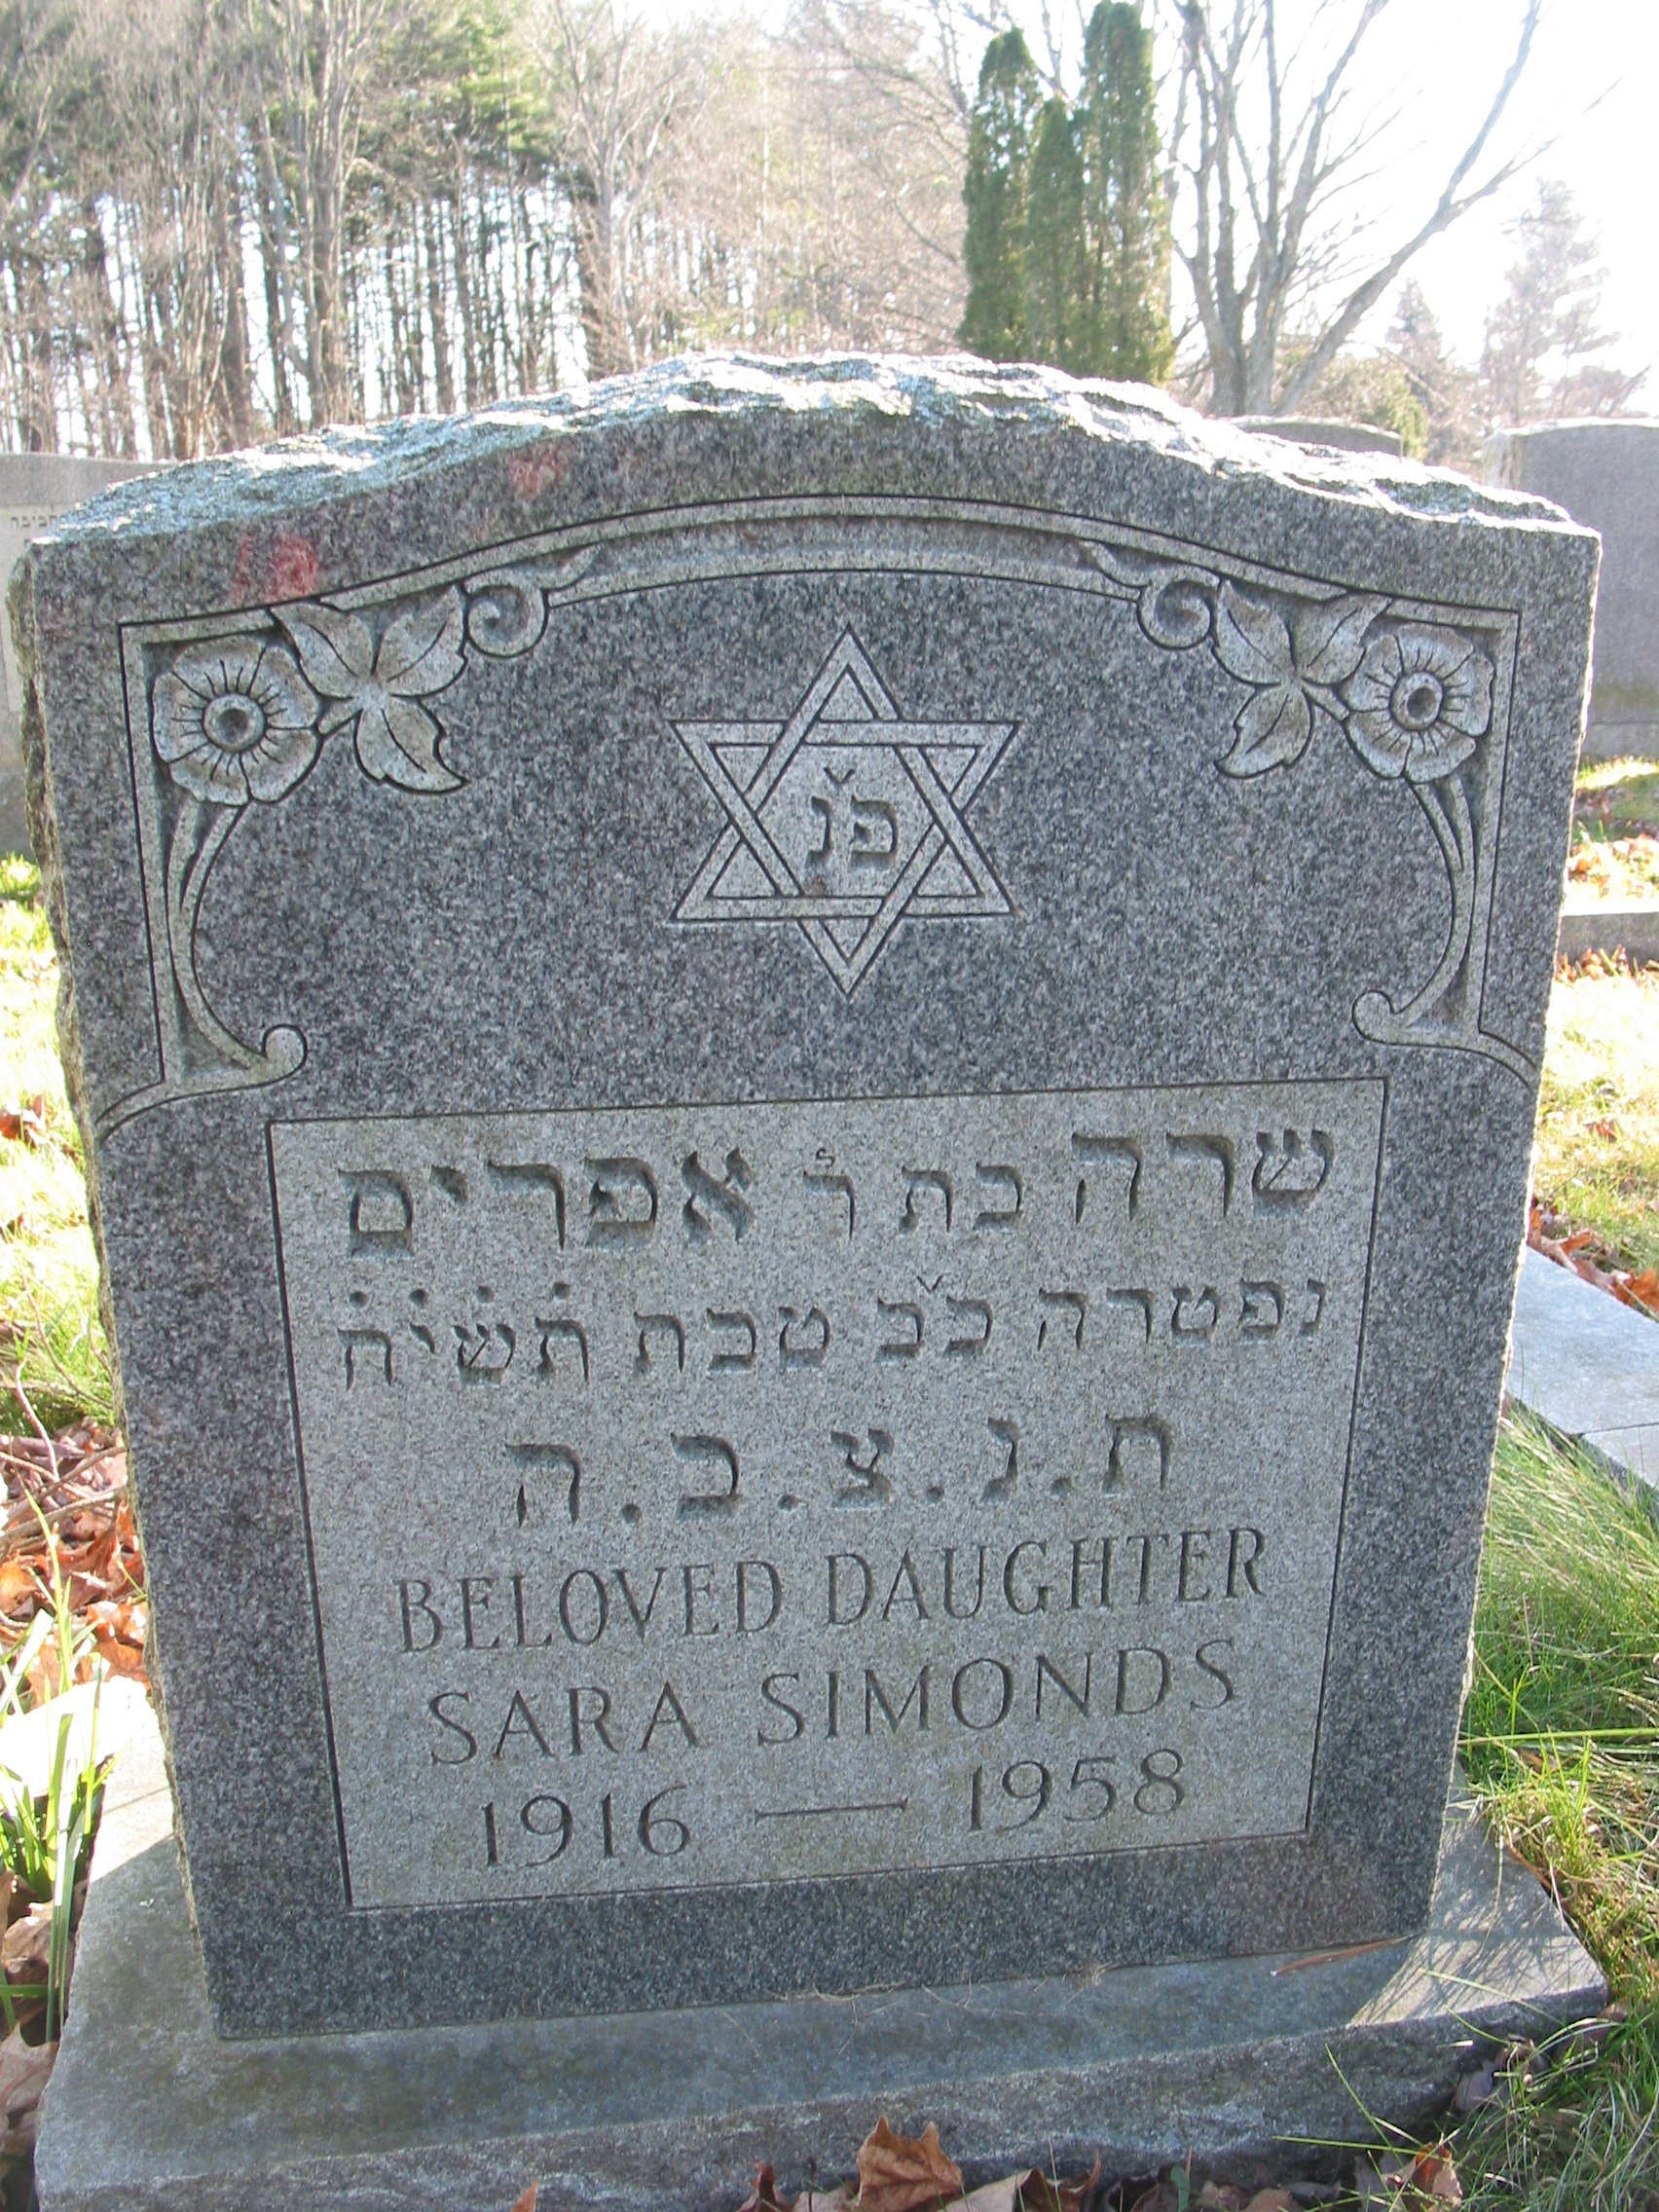 פ״נ
שרה בת ר' אפרים
נפטרה כ״ב טבת תשי״ח
ת.נ.צ.ב.ה
BELOVED DAUGHTER
SARA SIMONDS
1916 — 1958